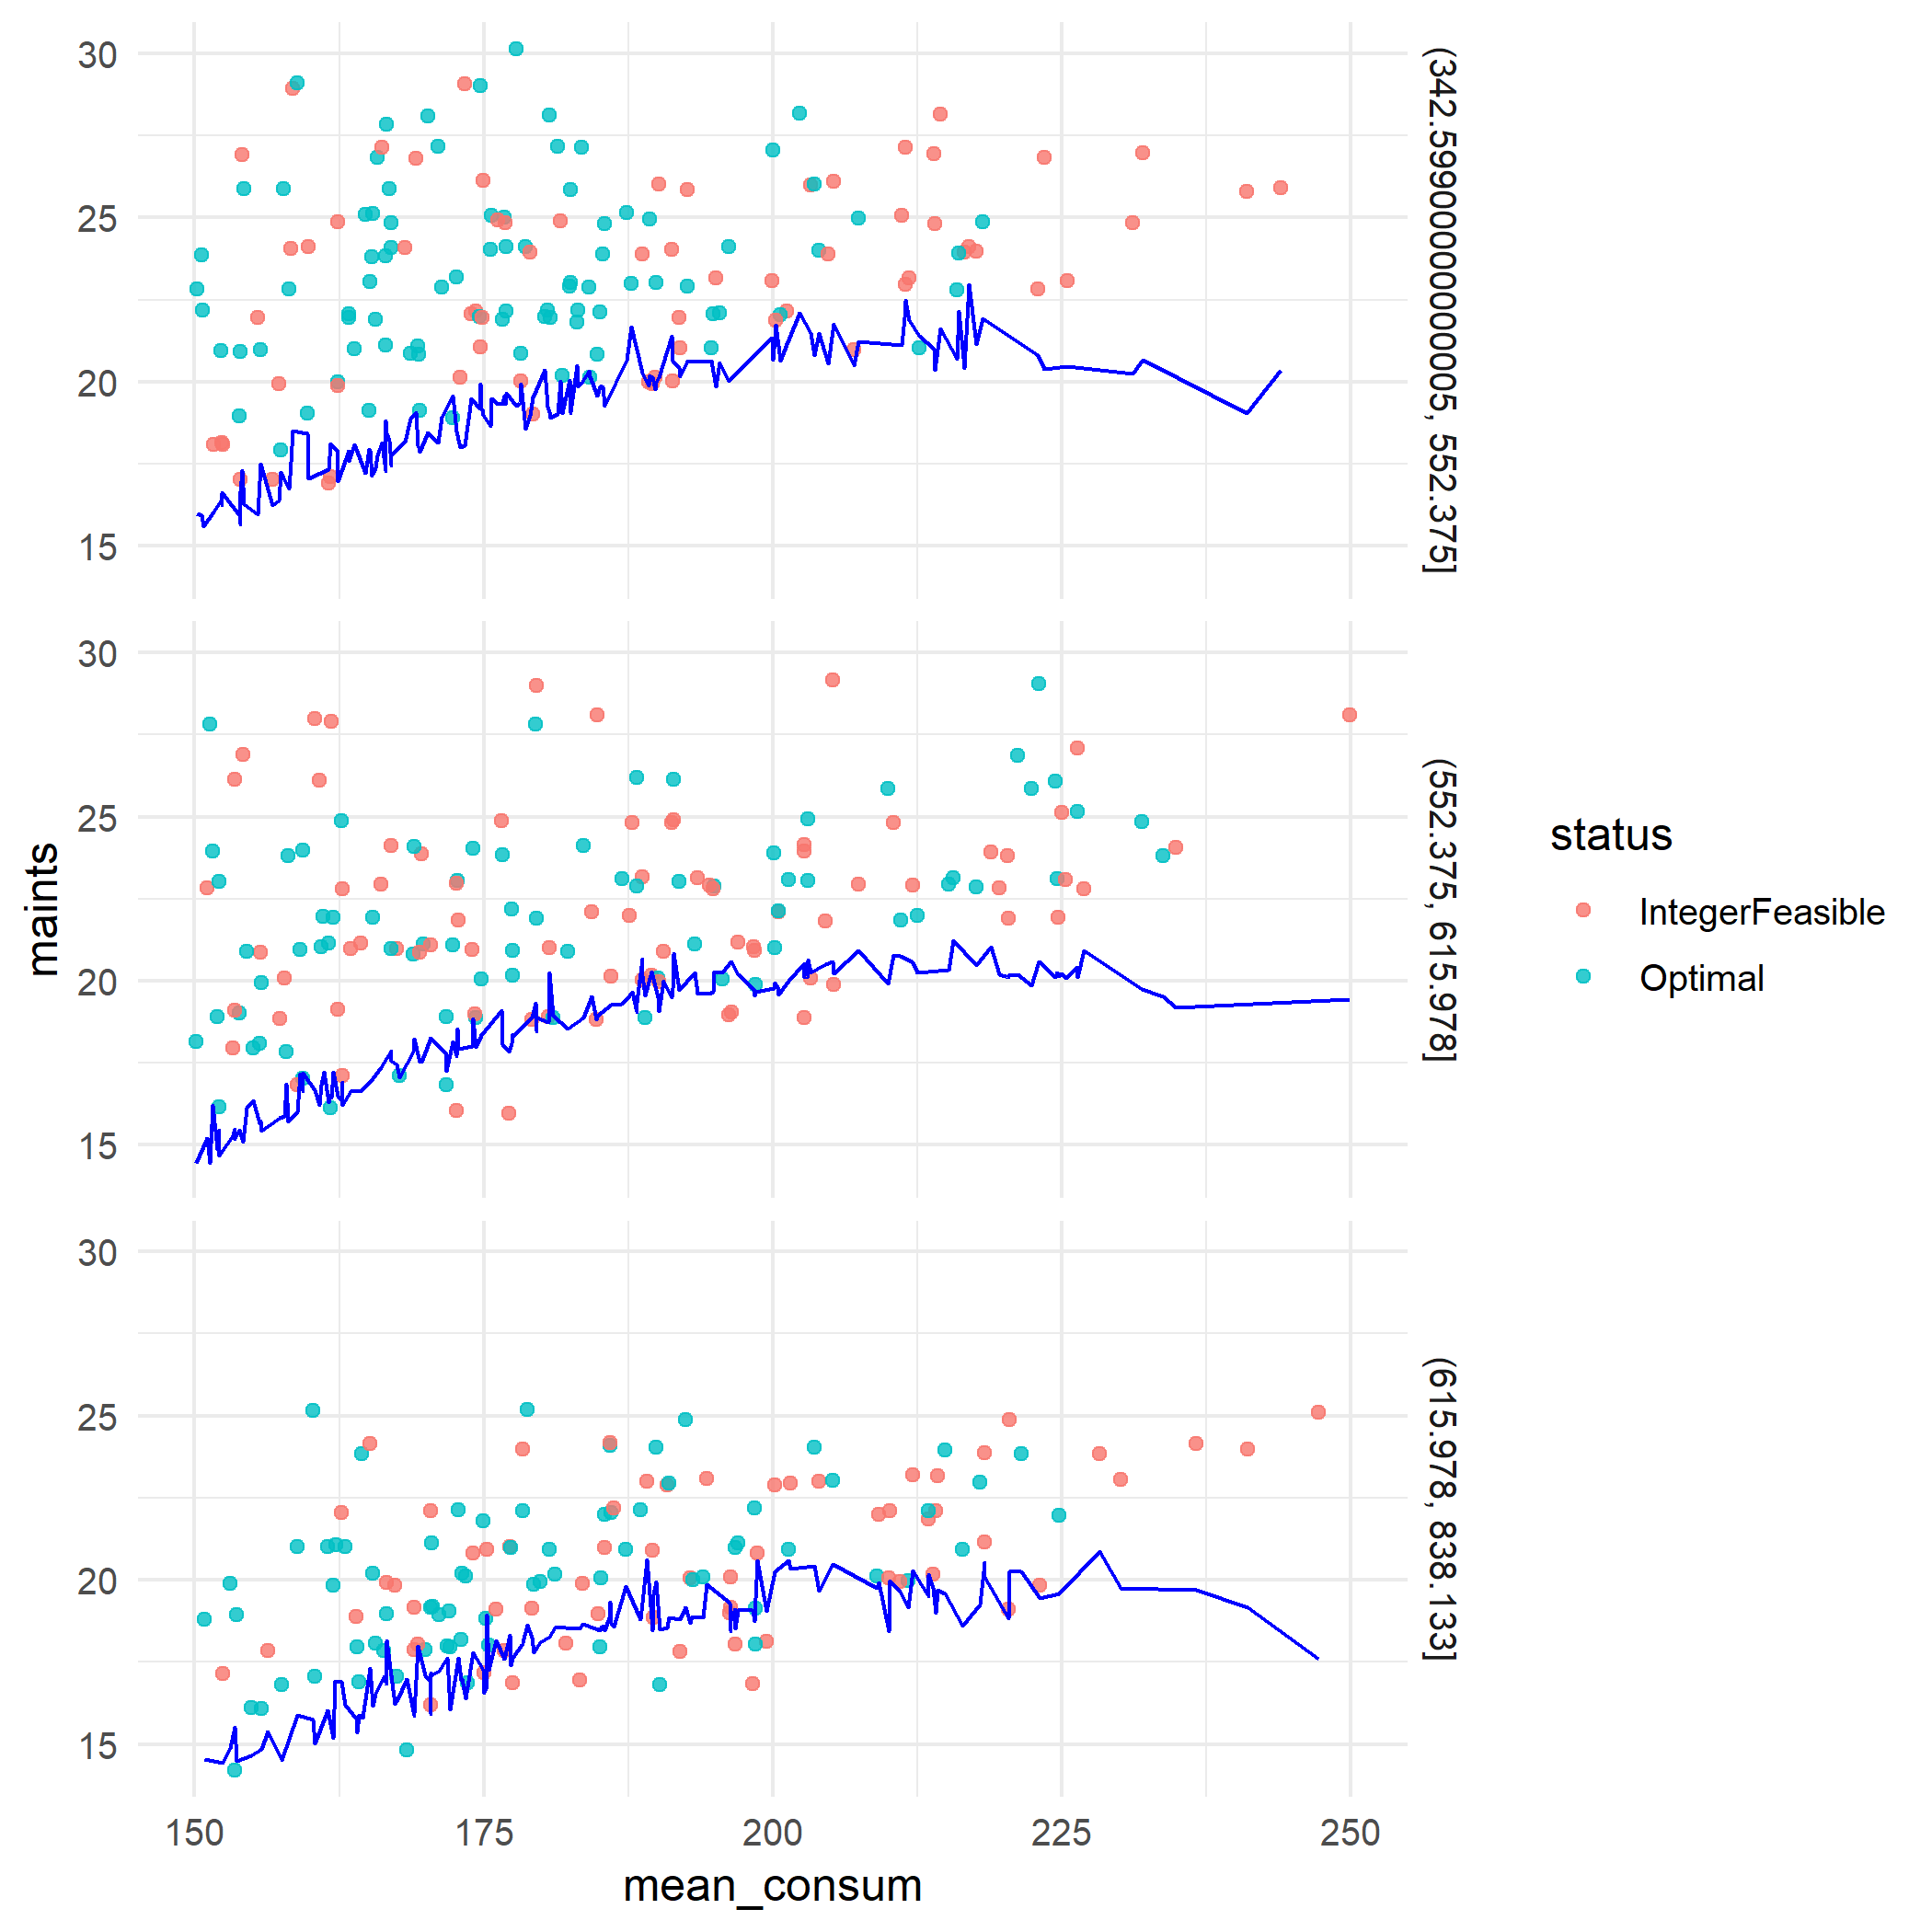 30
25
20
15
(342.59900000000005, 552.375]
30
25
20
15
(552.375, 615.978]
30
25
20
15
(615.978, 838.133]
150 175 200 225 250
mean_consum
maints
status
IntegerFeasible
Optimal